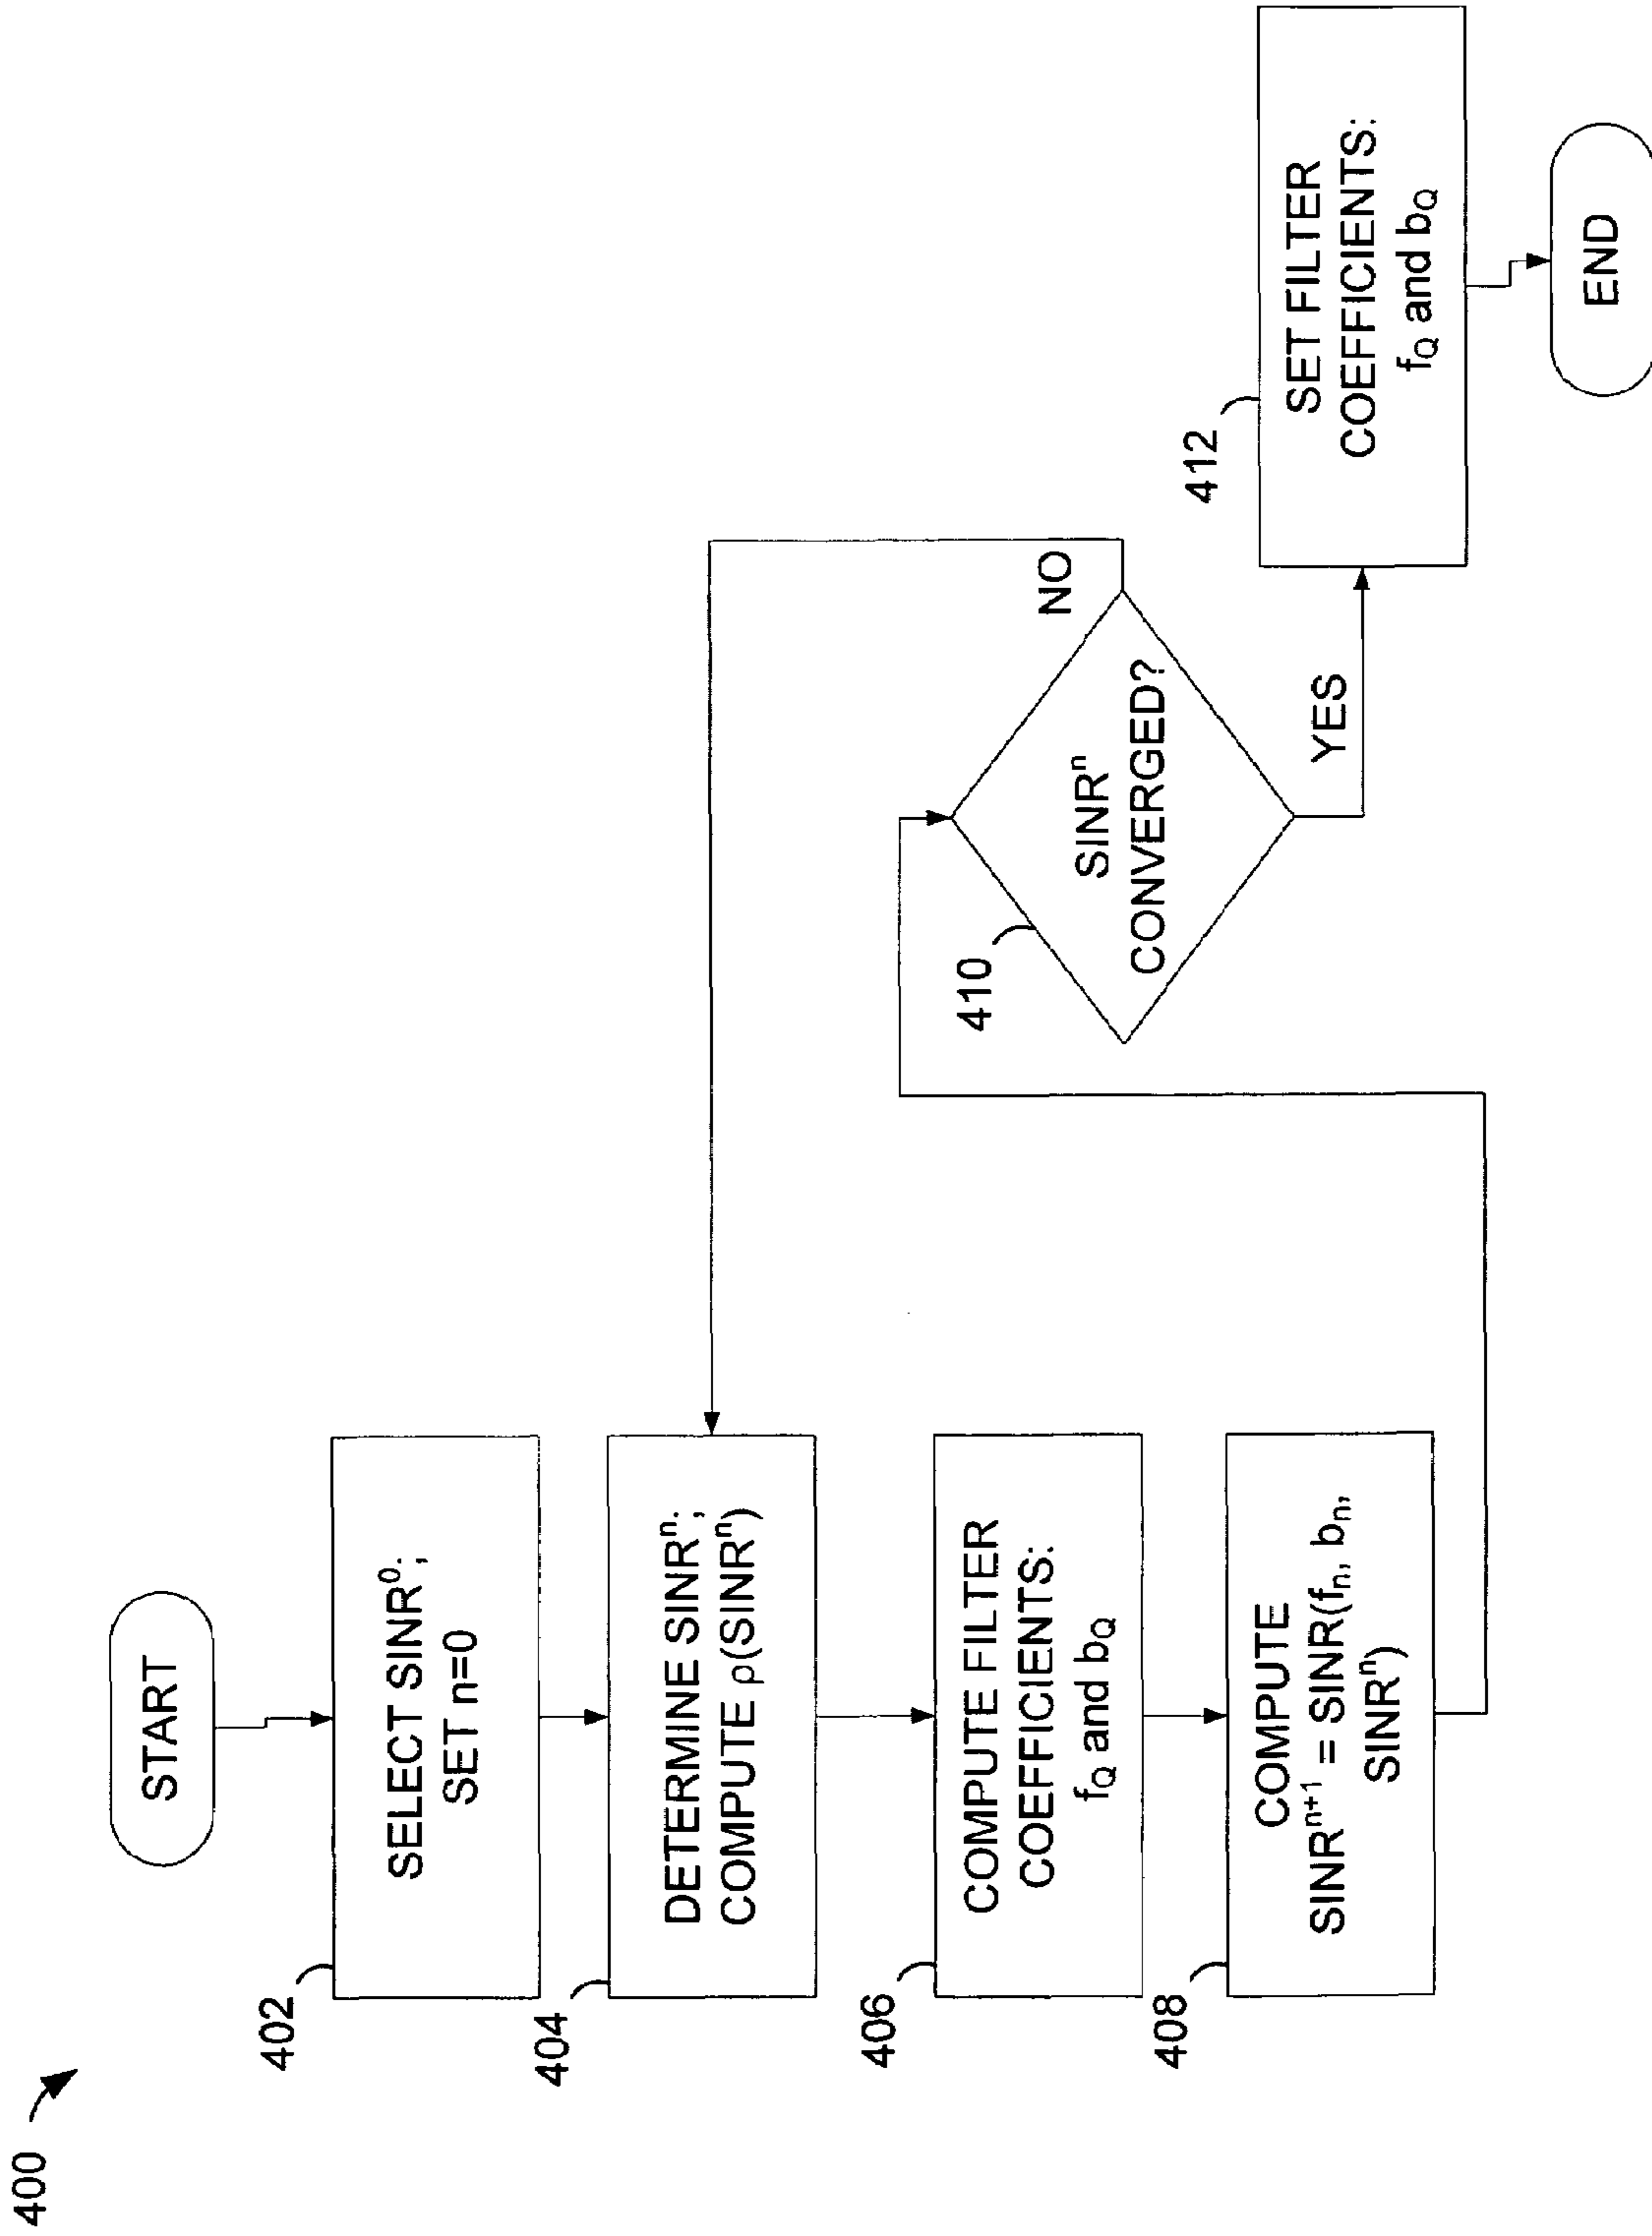 400
START
402
SELECT SINR⁰;
SET n=0
404
DETERMINE SINRⁿ;
COMPUTE ρ(SINRⁿ)
406
COMPUTE FILTER
COEFFICIENTS:
f_Q and b_Q
408
COMPUTE
SINRⁿ⁺¹ = SINR(f_n, b_n,
SINRⁿ)
410
SINRⁿ
CONVERGED?
NO
YES
412
SET FILTER
COEFFICIENTS:
f_Q and b_Q
END